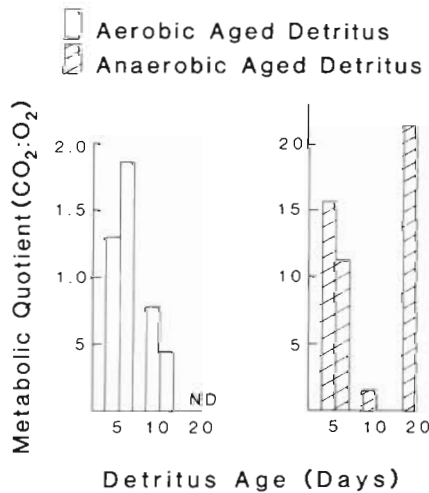 Aerobic Aged Detritus
Anaerobic Aged Detritus
Metabolic Quotient (CO₂:O₂)
2.0
1.5
1.0
.5
ND
5 10 20
20
15
10
5
5 10 20
Detritus Age (Days)